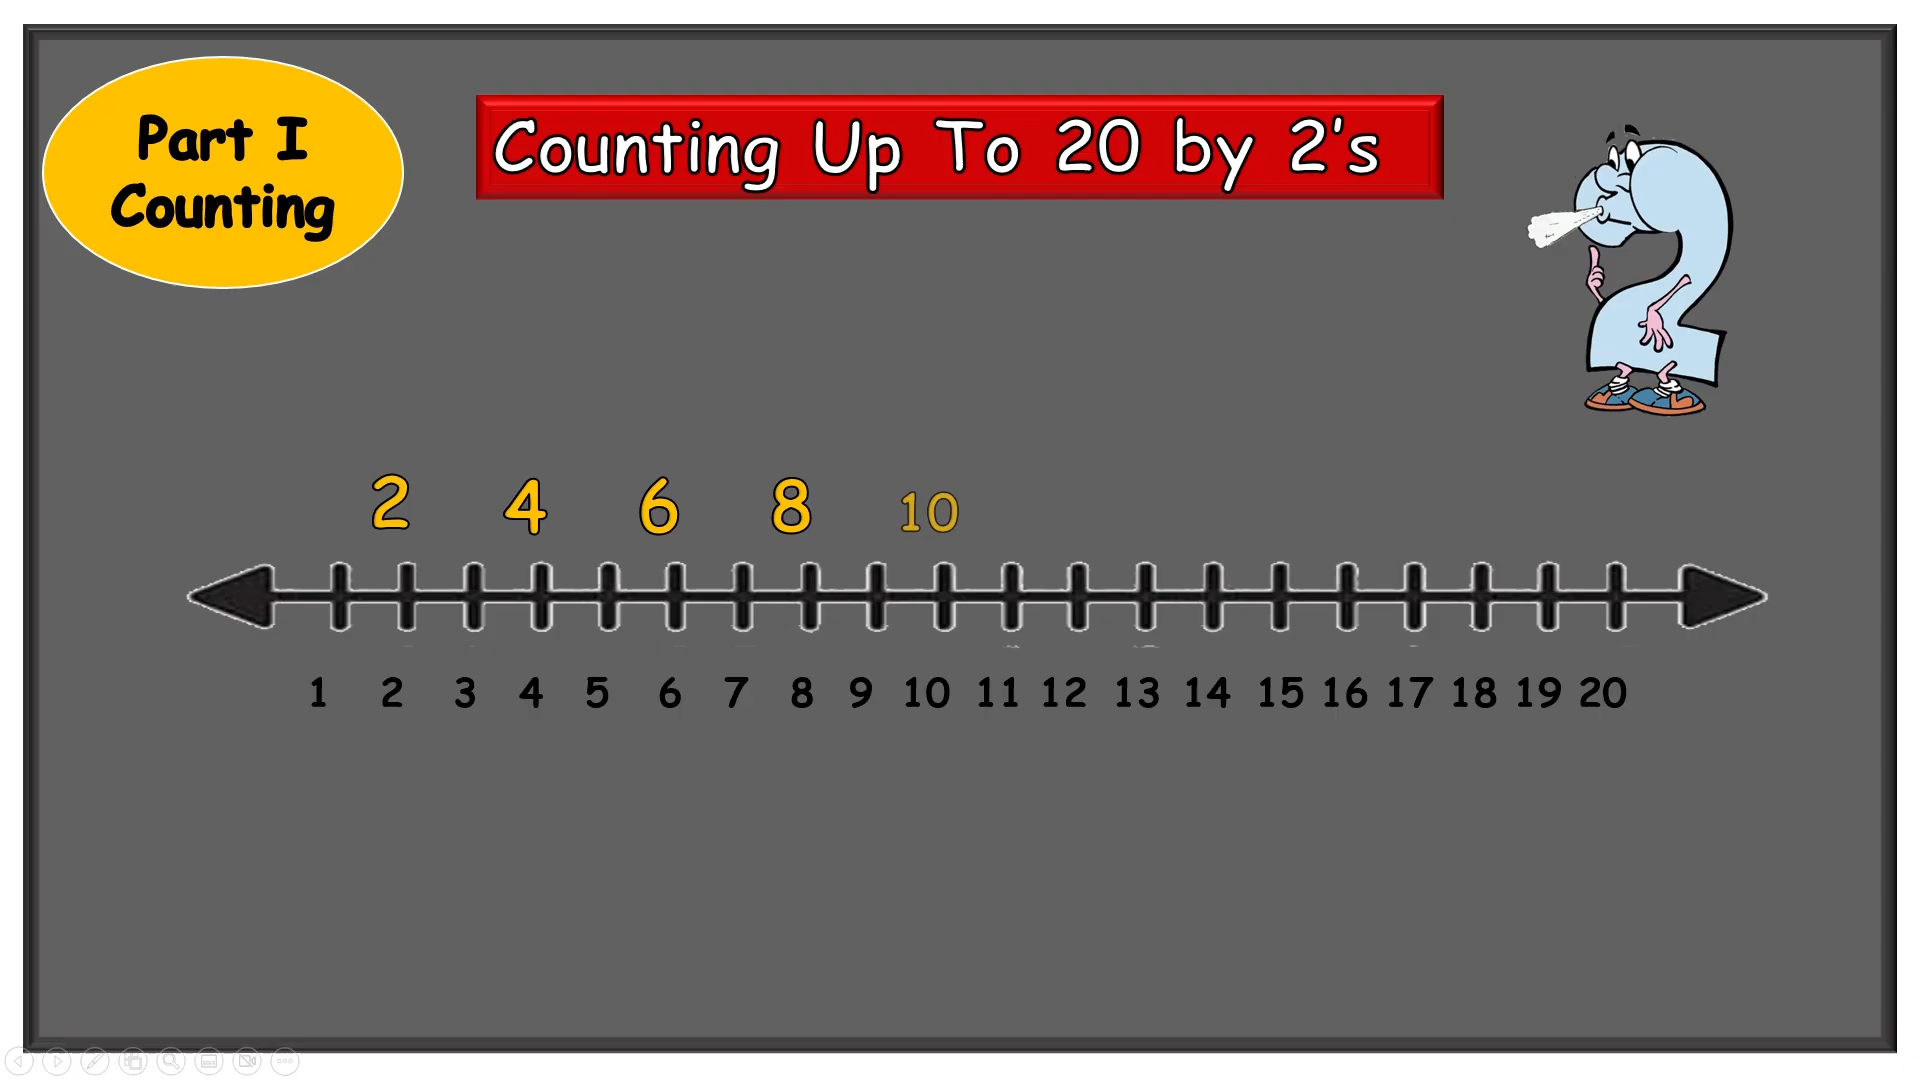 Part I
Counting
Counting Up To 20 by 2's
2 4 6 8 10
1 2 3 4 5 6 7 8 9 10 11 12 13 14 15 16 17 18 19 20